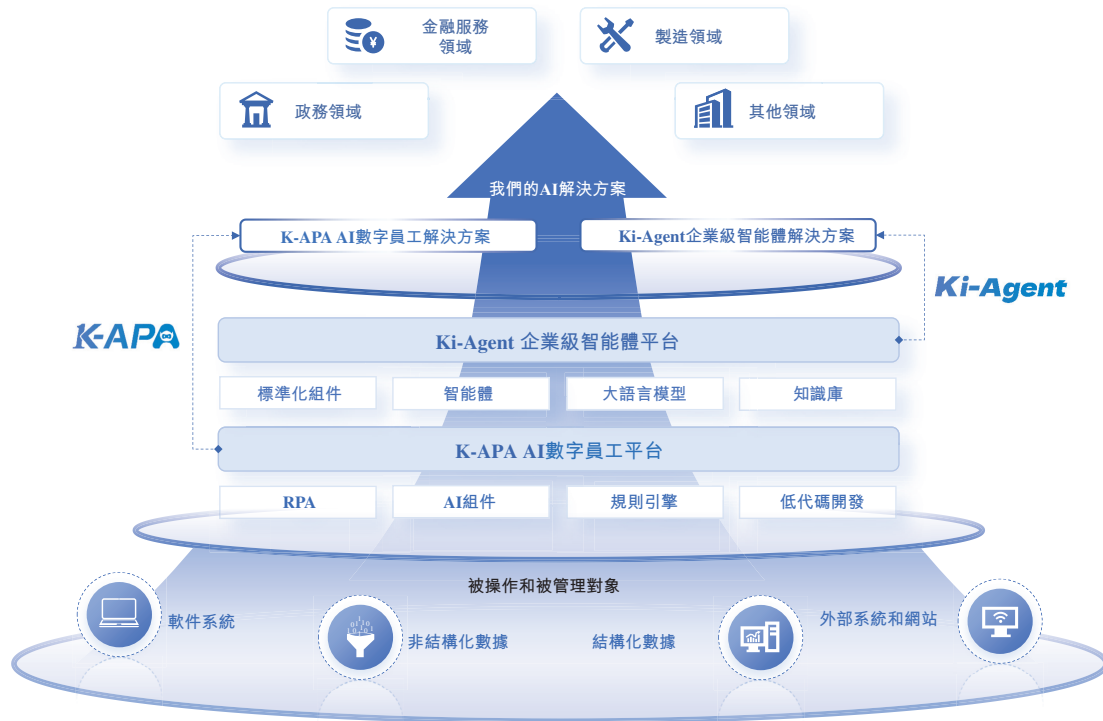 金融服務
領域
製造領域
政務領域
其他領域
我們的AI解決方案
K-APA AI數字員工解決方案
Ki-Agent企業級智能體解決方案
Ki-Agent
K-APA
Ki-Agent 企業級智能體平台
標準化組件
智能體
大語言模型
知識庫
K-APA AI數字員工平台
RPA
AI組件
規則引擎
低代碼開發
被操作和被管理對象
軟件系統
非結構化數據
結構化數據
外部系統和網站